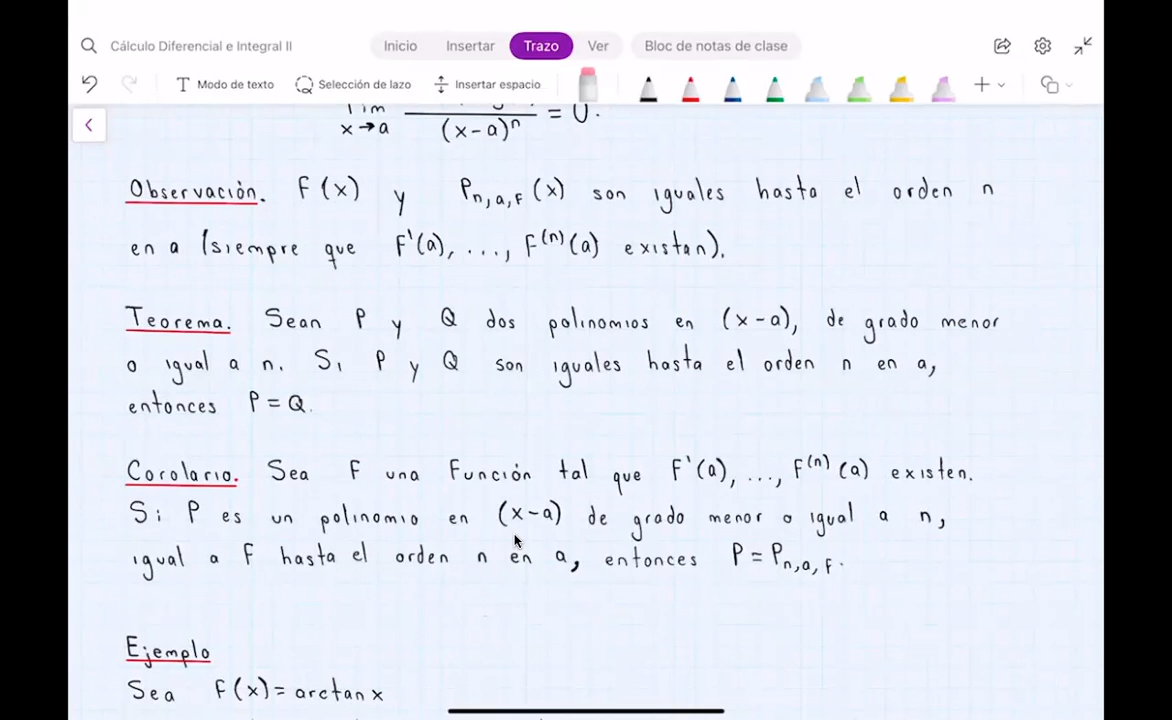 Cálculo Diferencial e Integral II
Inicio Insertar Trazo Ver Bloc de notas de clase
Modo de texto Selección de lazo Insertar espacio
lim
x→a (x-a)ⁿ = 0.
Observación. F(x) y Pn,a,F(x) son iguales hasta el orden n
en a (siempre que F'(a), ..., F⁽ⁿ⁾(a) existan).
Teorema. Sean P y Q dos polinomios en (x-a), de grado menor
o igual a n. Si P y Q son iguales hasta el orden n en a,
entonces P = Q.
Corolario. Sea F una Función tal que F'(a), ..., F⁽ⁿ⁾(a) existen.
Si P es un polinomio en (x-a) de grado menor o igual a n,
igual a F hasta el orden n en a, entonces P = Pn,a,F.
Ejemplo
Sea F(x) = arctan x